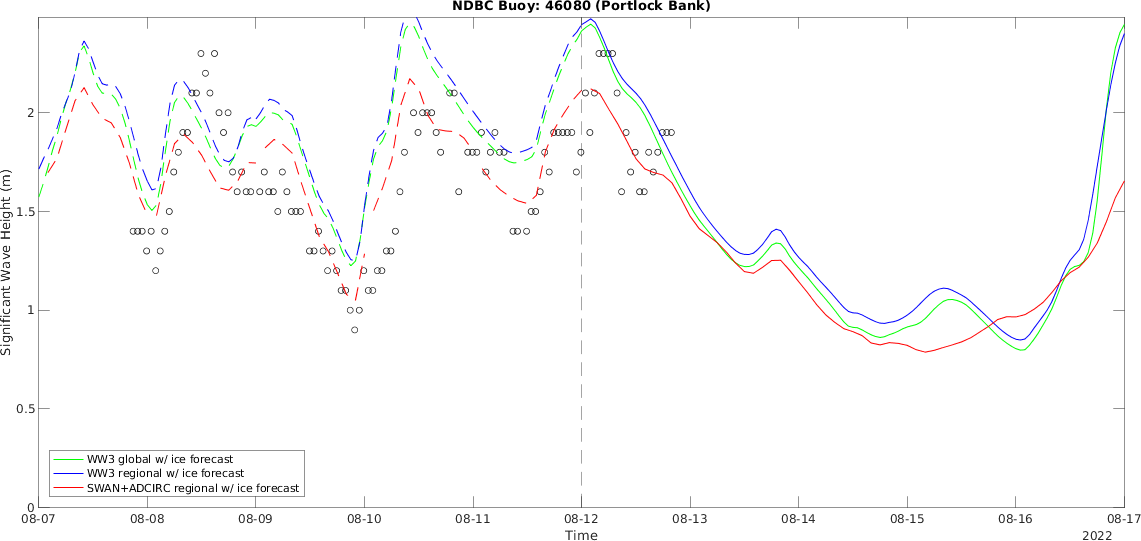 NDBC Buoy: 46080 (Portlock Bank)
Significant Wave Height (m)
2
1.5
1
0.5
0
WW3 global w/ ice forecast
WW3 regional w/ ice forecast
SWAN+ADCIRC regional w/ ice forecast
08-07 08-08 08-09 08-10 08-11 08-12 08-13 08-14 08-15 08-16 08-17
Time
2022